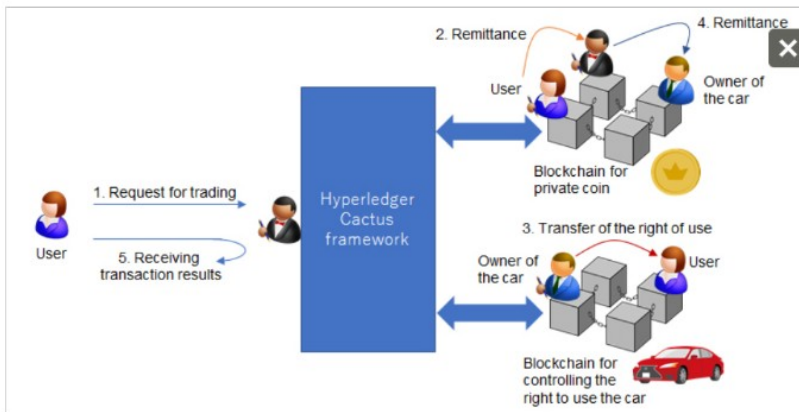 2. Remittance
4. Remittance
User
Owner of
the car
Blockchain for
private coin
1. Request for trading
Hyperledger
Cactus
framework
User
5. Receiving
transaction results
3. Transfer of the right of use
Owner of
the car
User
Blockchain for
controlling the
right to use the car